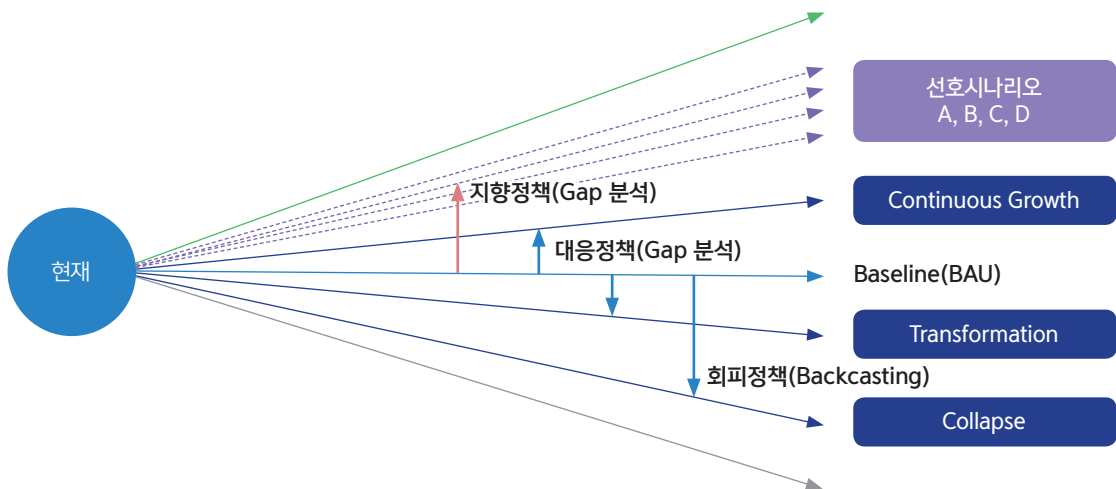 선호시나리오
A, B, C, D
지향정책(Gap 분석)
Continuous Growth
대응정책(Gap 분석)
현재
Baseline(BAU)
Transformation
회피정책(Backcasting)
Collapse